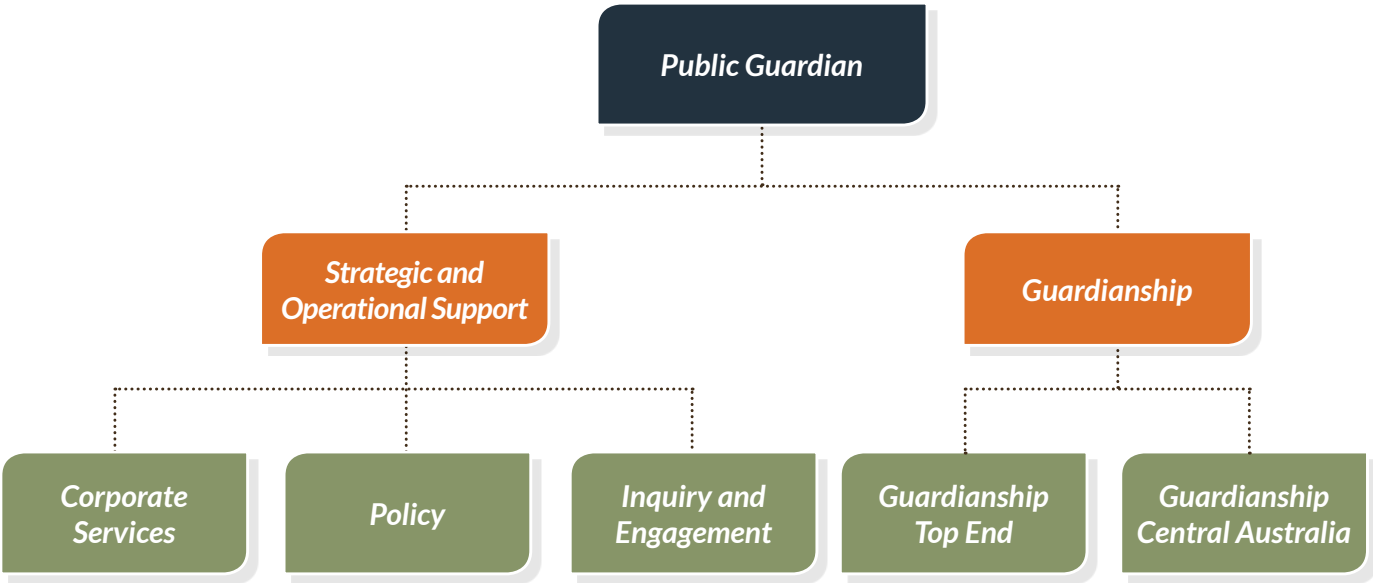 Public Guardian
Strategic and
Operational Support
Guardianship
Corporate
Services
Policy
Inquiry and
Engagement
Guardianship
Top End
Guardianship
Central Australia